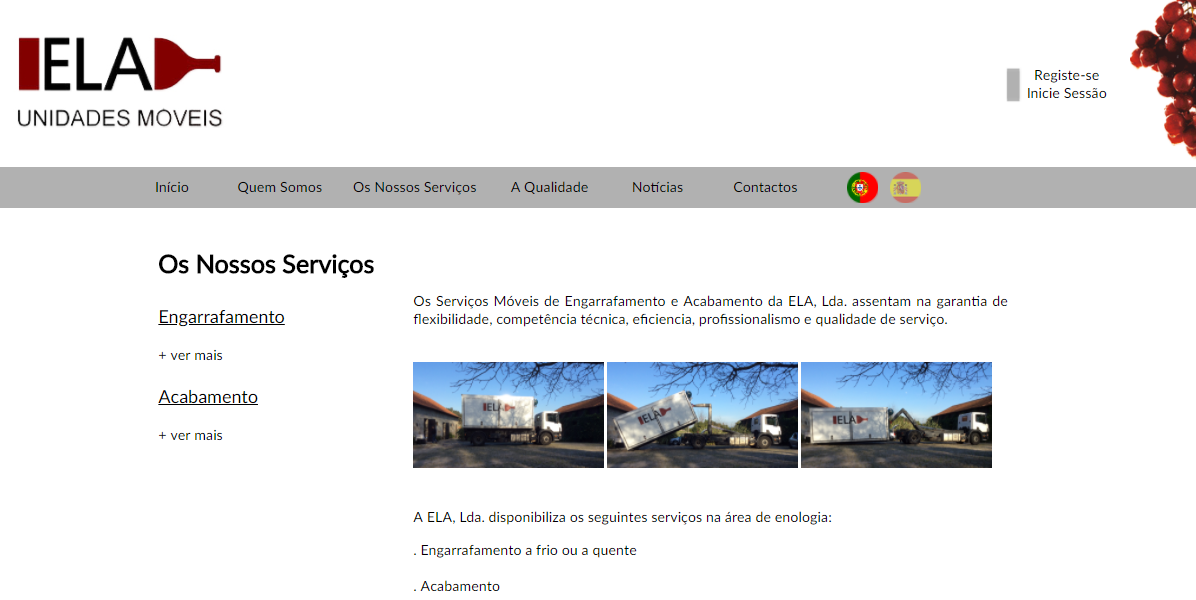 ELA
UNIDADES MOVEIS
Registe-se
Inicie Sessão
Início Quem Somos Os Nossos Serviços A Qualidade Notícias Contactos
Os Nossos Serviços
Engarrafamento
+ ver mais
Acabamento
+ ver mais
Os Serviços Móveis de Engarrafamento e Acabamento da ELA, Lda. assentam na garantia de
flexibilidade, competência técnica, eficiencia, profissionalismo e qualidade de serviço.
ELA
ELA
ELA
A ELA, Lda. disponibiliza os seguintes serviços na área de enologia:
. Engarrafamento a frio ou a quente
. Acabamento